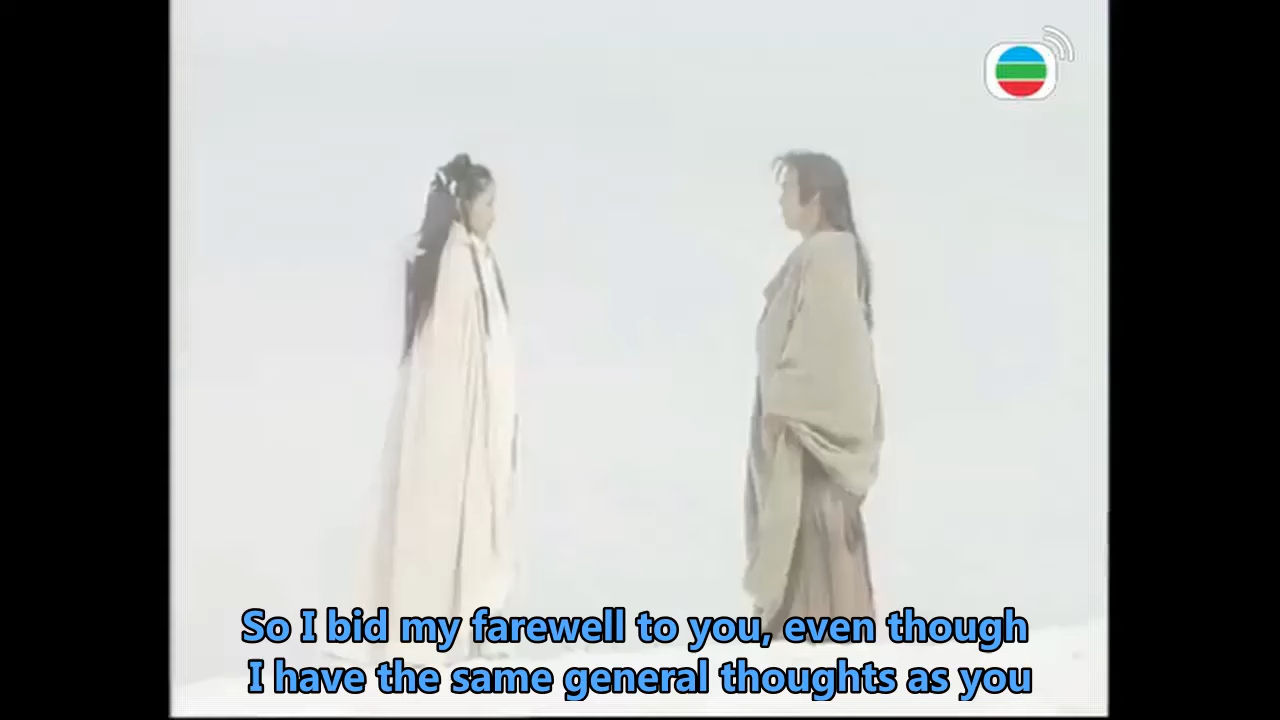 So I bid my farewell to you, even though
I have the same general thoughts as you